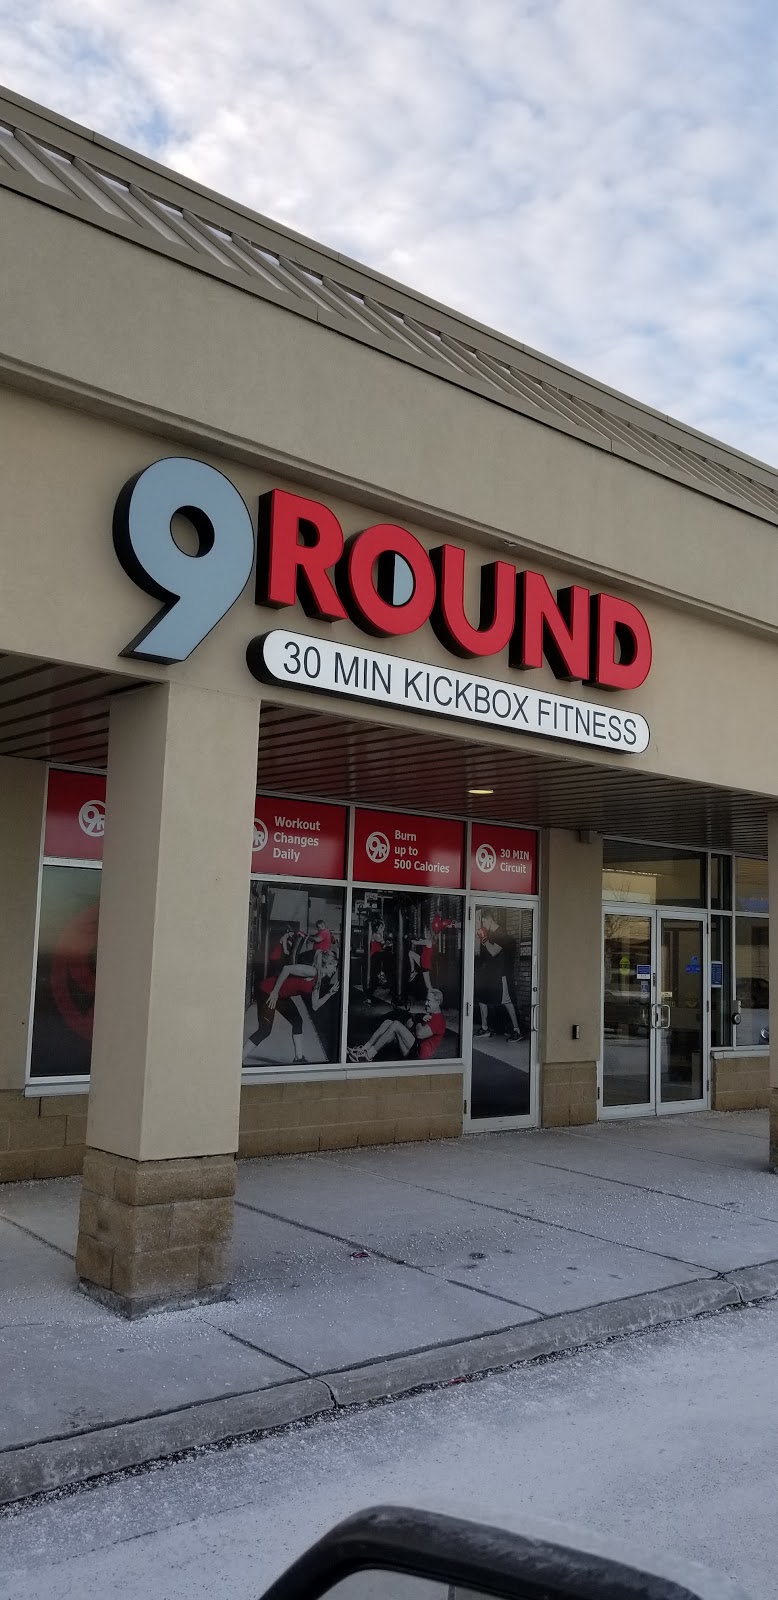 9ROUND
30 MIN KICKBOX FITNESS
9R
Workout
Changes
Daily
9R
Burn
up to
500 Calories
9R
30 MIN
Circuit